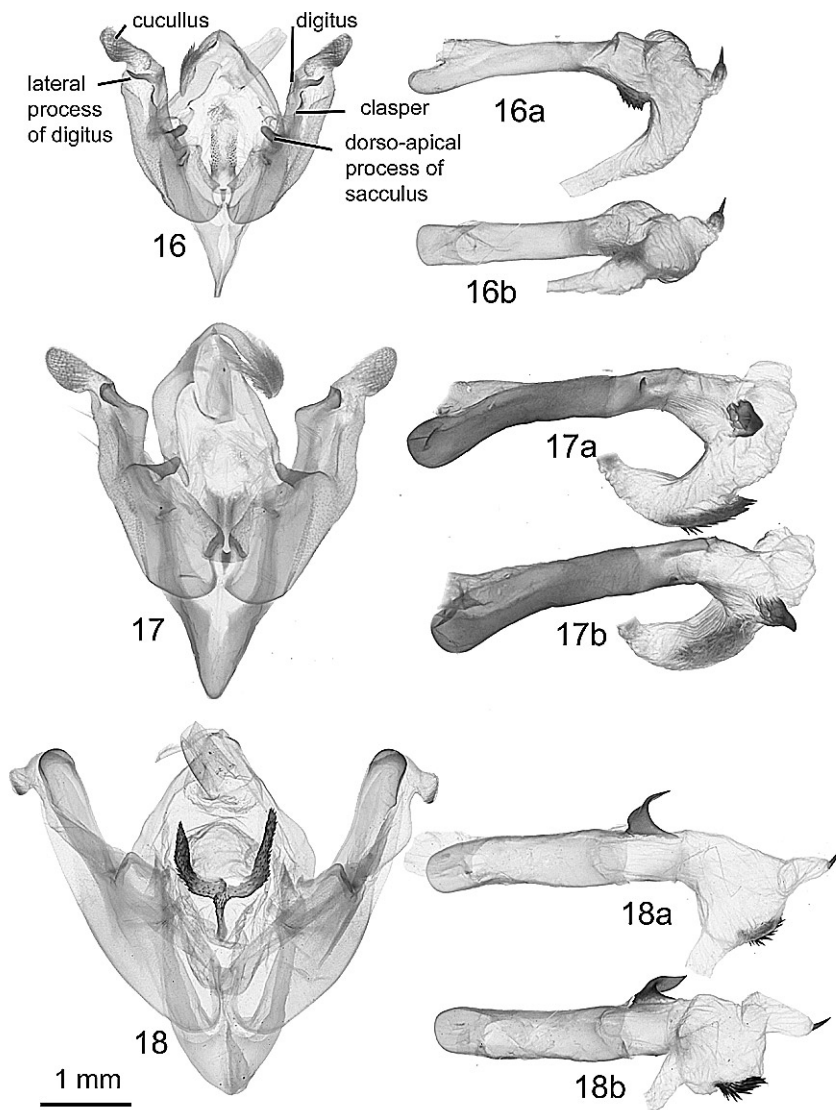 cucullus
digitus
lateral
process
of digitus
clasper
dorso-apical
process of
sacculus
16
16a
16b
17
17a
17b
18
18a
18b
1 mm